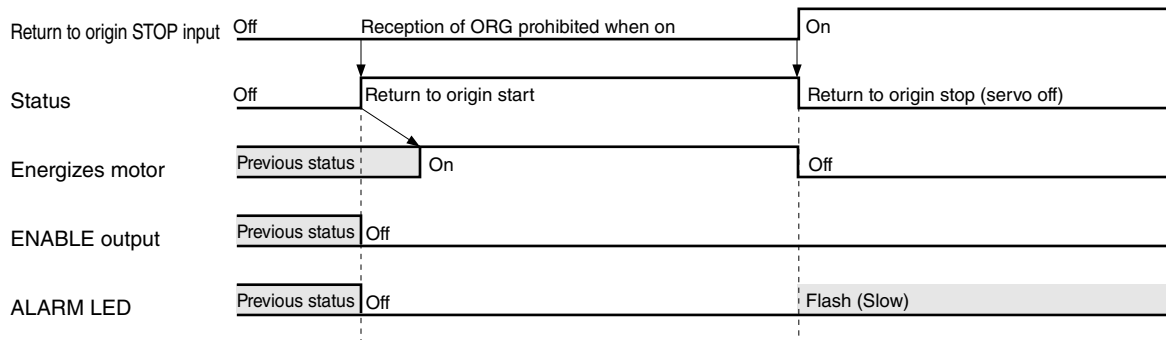 Return to origin STOP input Off Reception of ORG prohibited when on On
Status Off Return to origin start Return to origin stop (servo off)
Energizes motor Previous status On Off
ENABLE output Previous status Off
ALARM LED Previous status Off Flash (Slow)